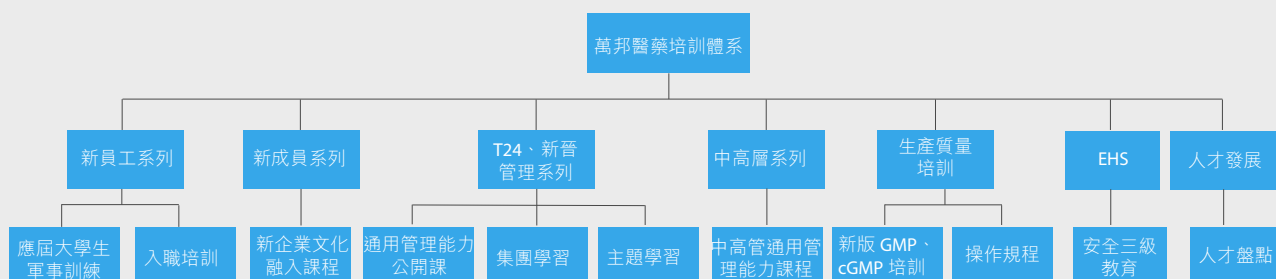 萬邦醫藥培訓體系
新員工系列
新成員系列
T24、新晉
管理系列
中高層系列
生產質量
培訓
EHS
人才發展
應屆大學生
軍事訓練
入職培訓
新企業文化
融入課程
通用管理能力
公開課
集團學習
主題學習
中高管通用管
理能力課程
新版 GMP、
cGMP 培訓
操作規程
安全三級
教育
人才盤點